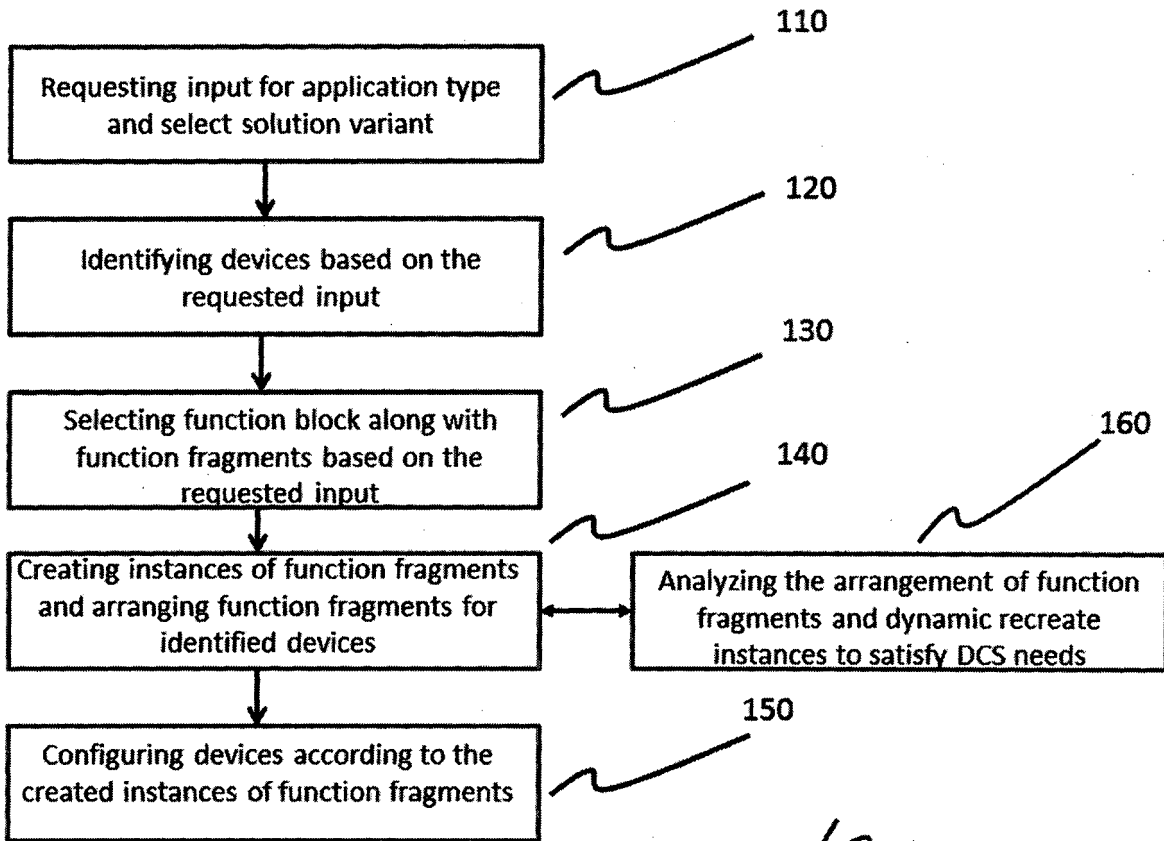 110
Requesting input for application type
and select solution variant
120
Identifying devices based on the
requested input
130
Selecting function block along with
function fragments based on the
requested input
140
160
Creating instances of function fragments
and arranging function fragments for
identified devices
Analyzing the arrangement of function
fragments and dynamic recreate
instances to satisfy DCS needs
150
Configuring devices according to the
created instances of function fragments